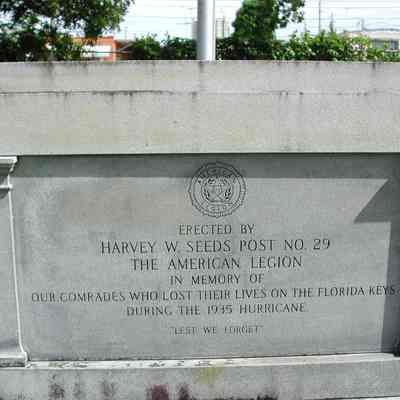 AMERICAN
LEGION
ERECTED BY
HARVEY W. SEEDS POST NO. 29
THE AMERICAN LEGION
IN MEMORY OF
OUR COMRADES WHO LOST THEIR LIVES ON THE FLORIDA KEYS
DURING THE 1935 HURRICANE
"LEST WE FORGET"